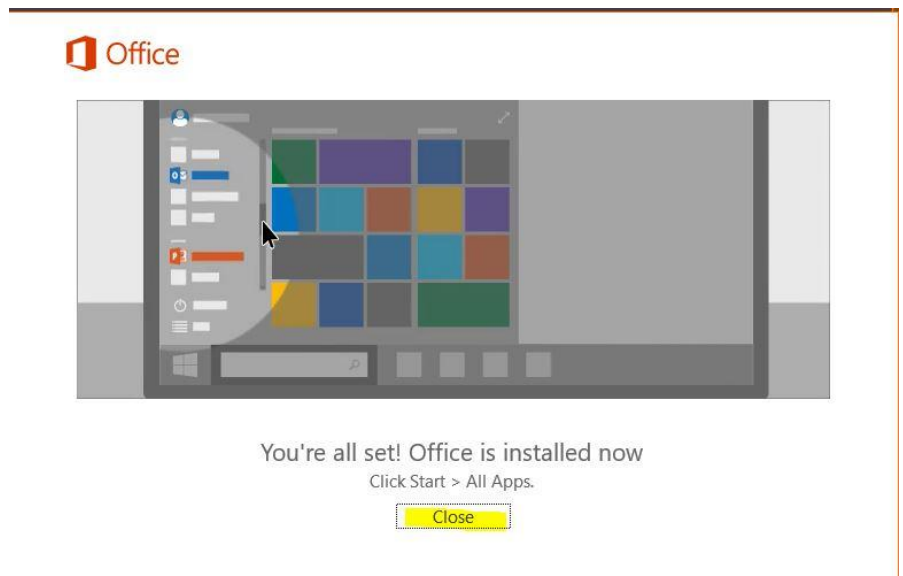 Office
You're all set! Office is installed now
Click Start > All Apps.
Close